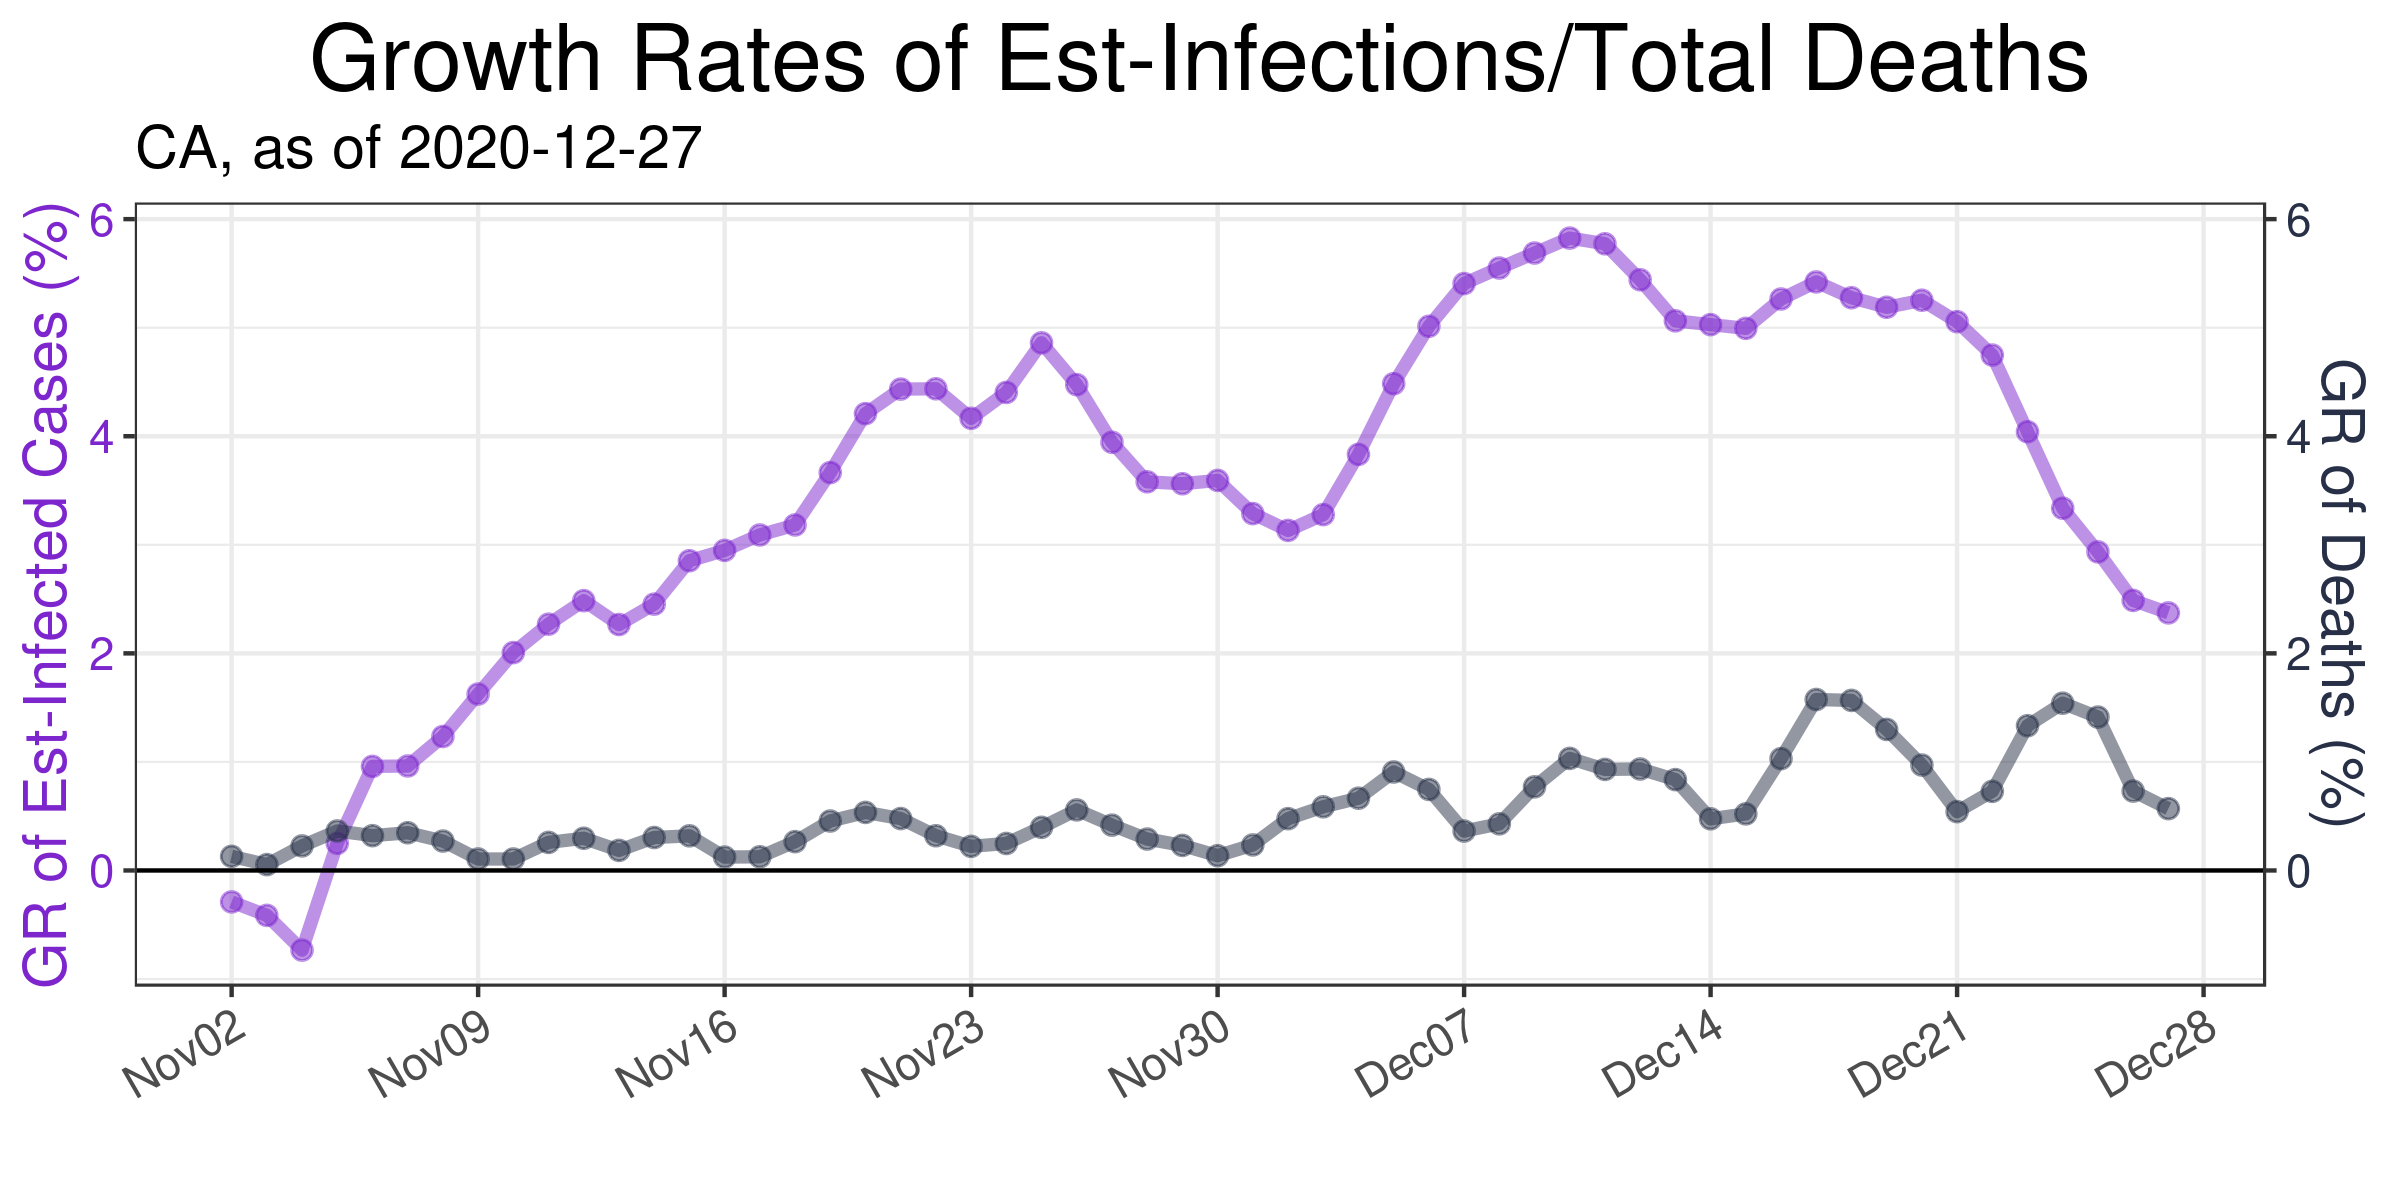 Growth Rates of Est-Infections/Total Deaths
CA, as of 2020-12-27
GR of Est-Infected Cases (%)
6
4
2
0
6
4
2
0
GR of Deaths (%)
Nov02
Nov09
Nov16
Nov23
Nov30
Dec07
Dec14
Dec21
Dec28